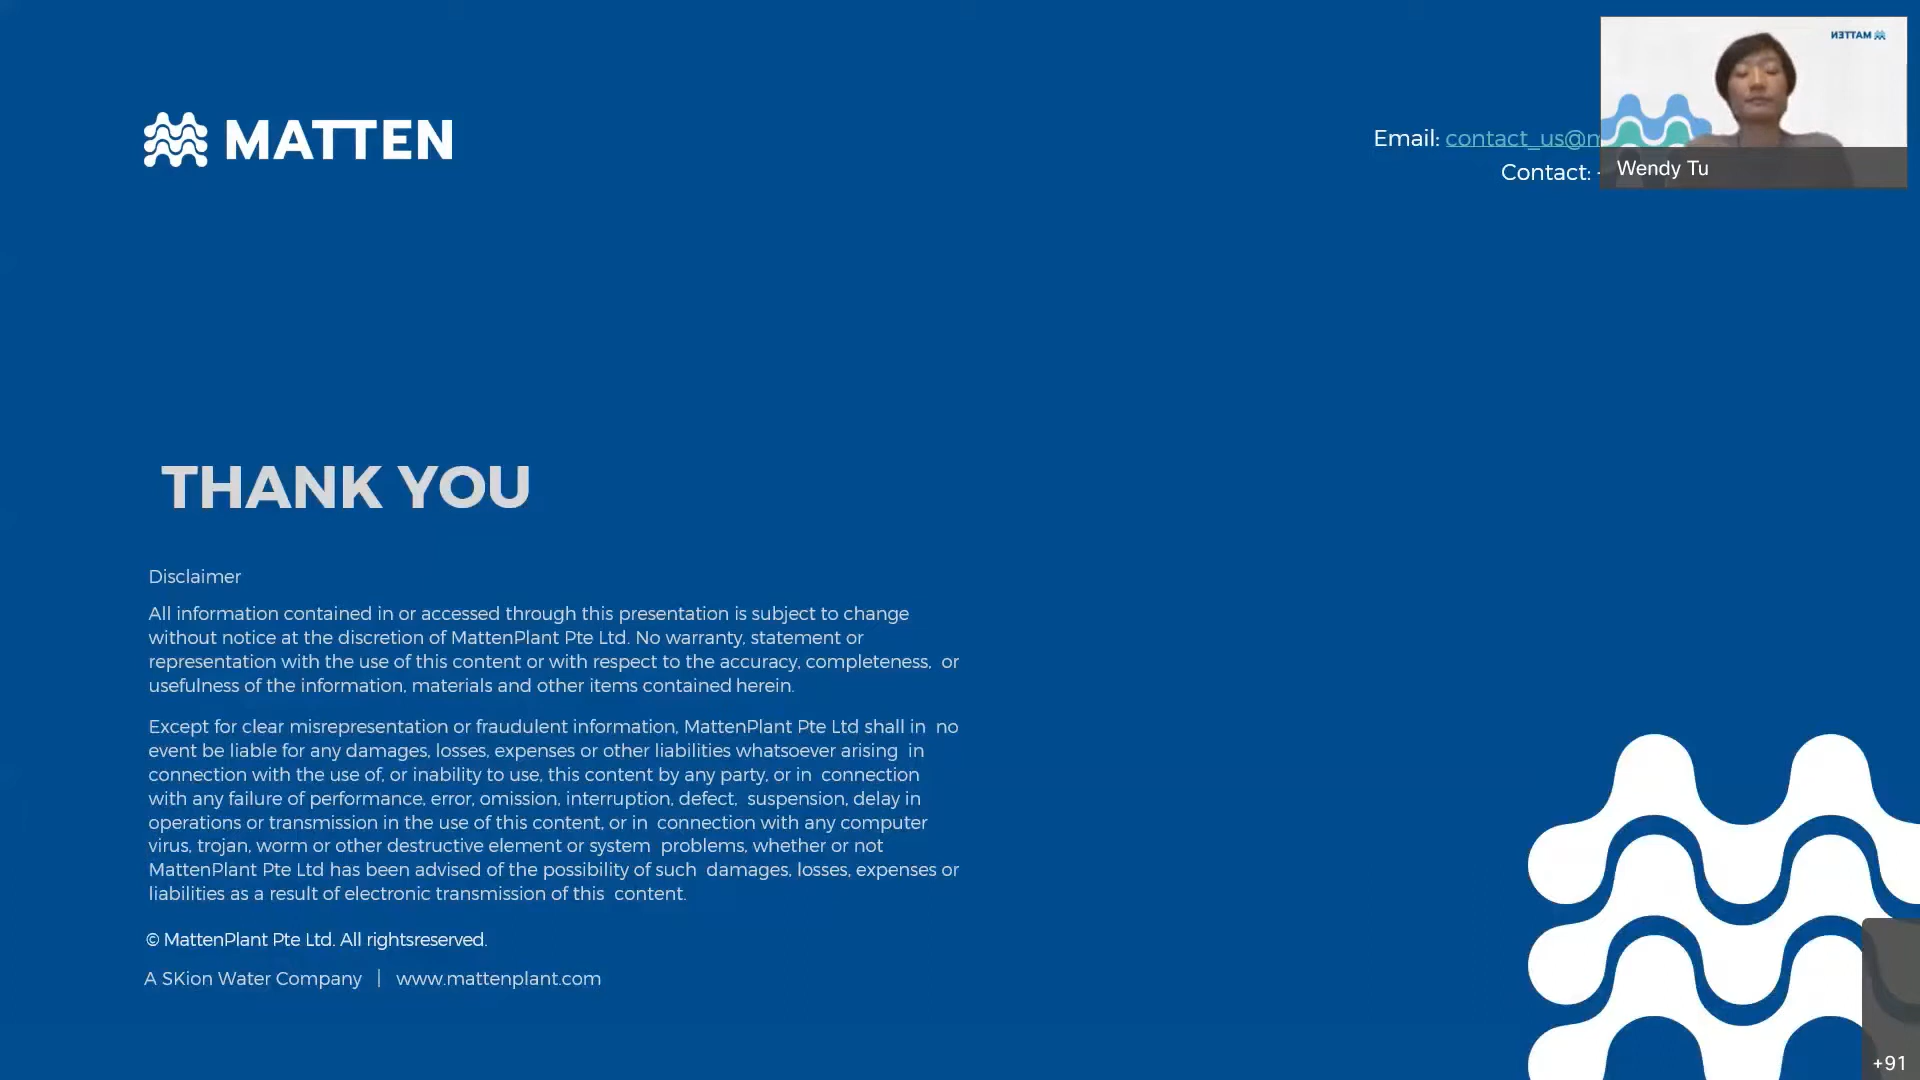 MATTEN
Email: contact_us@m
Contact:
MATTEN
Wendy Tu
THANK YOU
Disclaimer
All information contained in or accessed through this presentation is subject to change
without notice at the discretion of MattenPlant Pte Ltd. No warranty, statement or
representation with the use of this content or with respect to the accuracy, completeness, or
usefulness of the information, materials and other items contained herein.
Except for clear misrepresentation or fraudulent information, MattenPlant Pte Ltd shall in no
event be liable for any damages, losses, expenses or other liabilities whatsoever arising in
connection with the use of, or inability to use, this content by any party, or in connection
with any failure of performance, error, omission, interruption, defect, suspension, delay in
operations or transmission in the use of this content, or in connection with any computer
virus, trojan, worm or other destructive element or system problems, whether or not
MattenPlant Pte Ltd has been advised of the possibility of such damages, losses, expenses or
liabilities as a result of electronic transmission of this content.
© MattenPlant Pte Ltd. All rightsreserved.
A SKion Water Company | www.mattenplant.com
+91